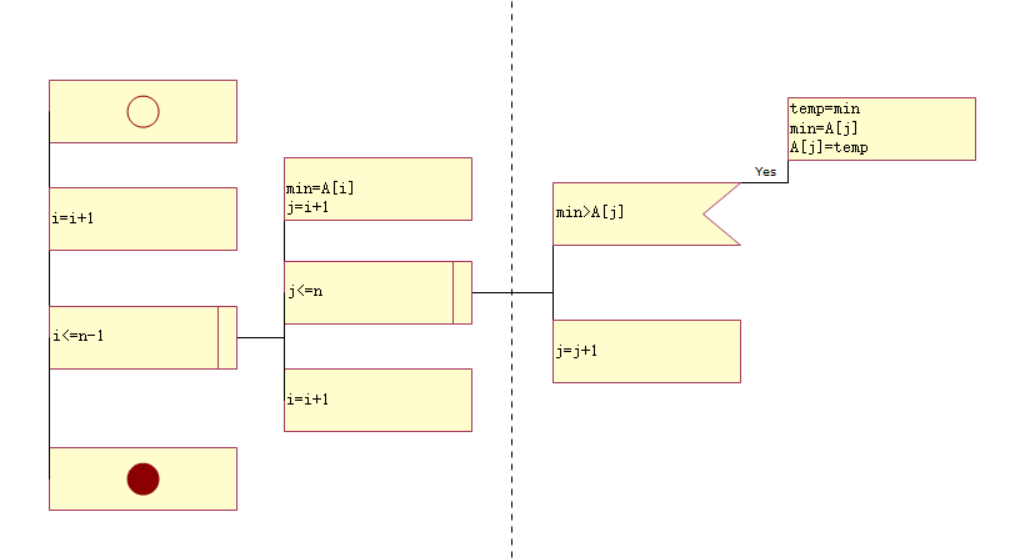 i=i+1
i<=n-1
min=A[i]
j=i+1
j<=n
i=i+1
min>A[j]
Yes
temp=min
min=A[j]
A[j]=temp
j=j+1